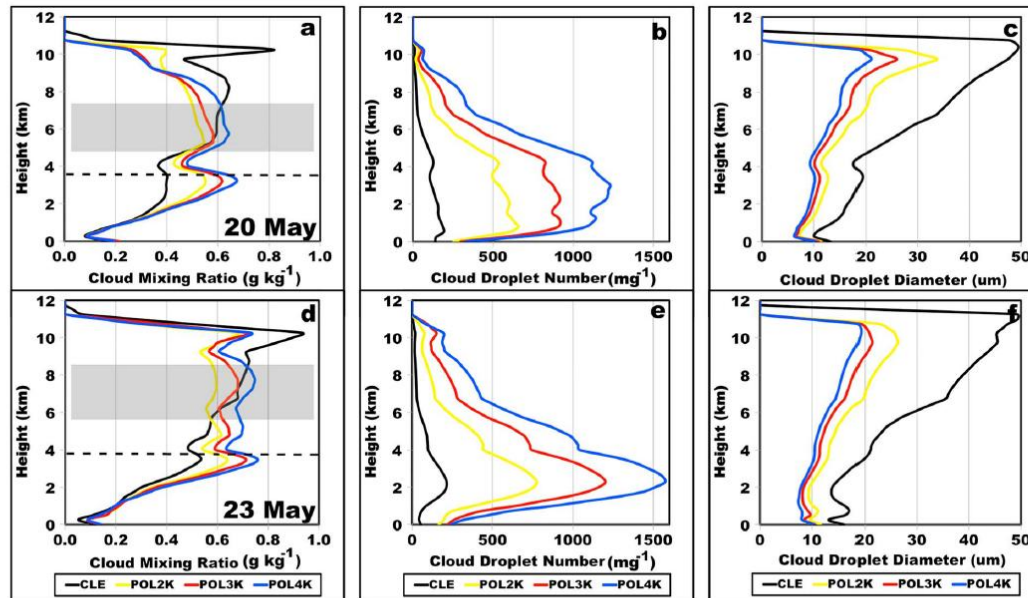 a
Height (km)
12
10
8
6
4
2
0
20 May
0.0 0.2 0.4 0.6 0.8 1.0
Cloud Mixing Ratio (g kg-1)
b
Height (km)
12
10
8
6
4
2
0
0 500 1000 1500
Cloud Droplet Number (mg-1)
c
Height (km)
12
10
8
6
4
2
0
0 10 20 30 40 50
Cloud Droplet Diameter (um)
d
Height (km)
12
10
8
6
4
2
0
23 May
0.0 0.2 0.4 0.6 0.8 1.0
Cloud Mixing Ratio (g kg-1)
CLE POL2K POL3K POL4K
e
Height (km)
12
10
8
6
4
2
0
0 500 1000 1500
Cloud Droplet Number (mg-1)
CLE POL2K POL3K POL4K
f
Height (km)
12
10
8
6
4
2
0
0 10 20 30 40 50
Cloud Droplet Diameter (um)
CLE POL2K POL3K POL4K